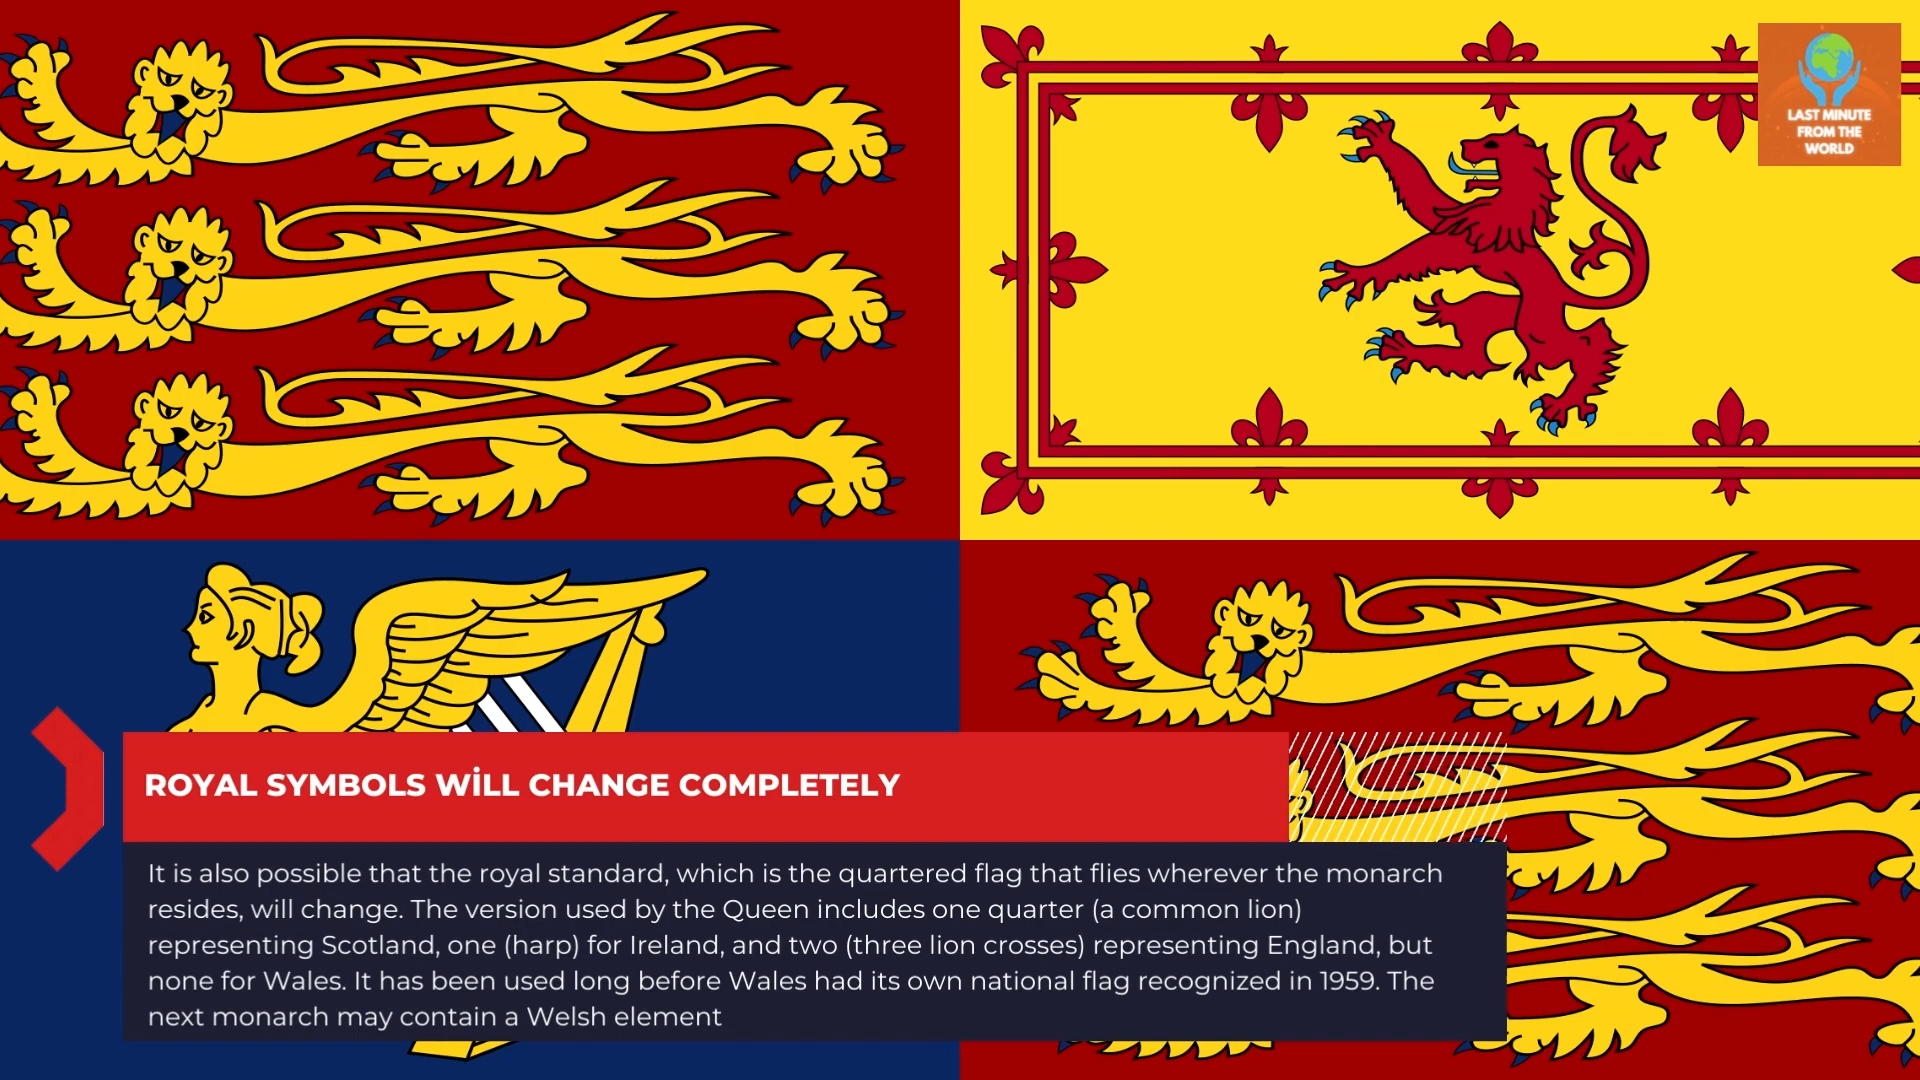 LAST MINUTE
FROM THE
WORLD
ROYAL SYMBOLS WİLL CHANGE COMPLETELY
It is also possible that the royal standard, which is the quartered flag that flies wherever the monarch
resides, will change. The version used by the Queen includes one quarter (a common lion)
representing Scotland, one (harp) for Ireland, and two (three lion crosses) representing England, but
none for Wales. It has been used long before Wales had its own national flag recognized in 1959. The
next monarch may contain a Welsh element